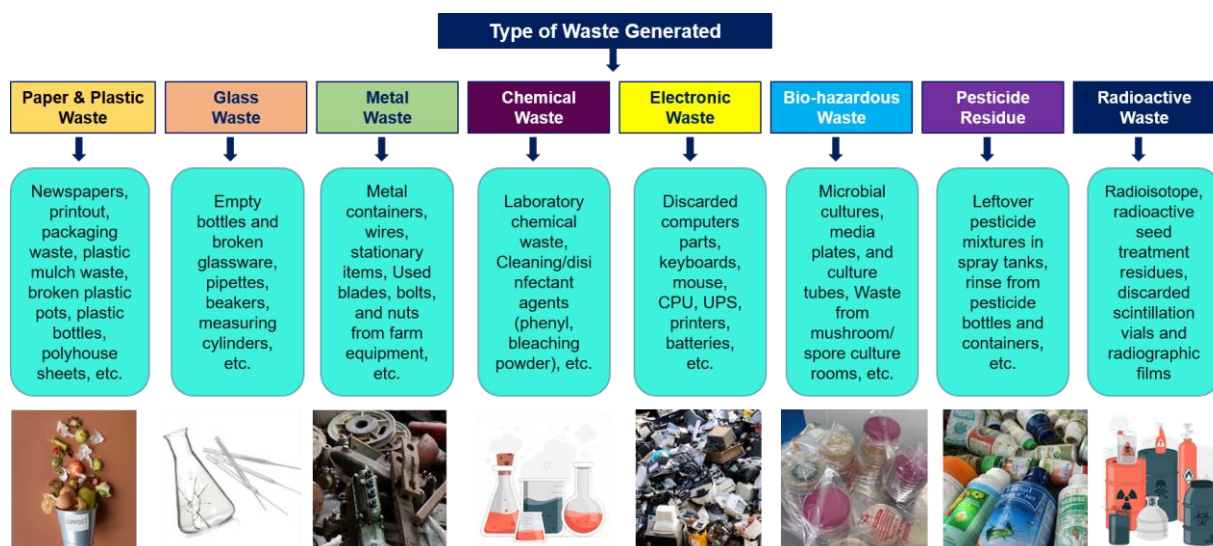 Type of Waste Generated
Paper & Plastic
Waste
Glass
Waste
Metal
Waste
Chemical
Waste
Electronic
Waste
Bio-hazardous
Waste
Pesticide
Residue
Radioactive
Waste
Newspapers,
printout,
packaging
waste, plastic
mulch waste,
broken plastic
pots, plastic
bottles,
polyhouse
sheets, etc.
Empty
bottles and
broken
glassware,
pipettes,
beakers,
measuring
cylinders,
etc.
Metal
containers,
wires,
stationary
items, Used
blades, bolts,
and nuts
from farm
equipment,
etc.
Laboratory
chemical
waste,
Cleaning/disi
nfectant
agents
(phenyl,
bleaching
powder), etc.
Discarded
computers
parts,
keyboards,
mouse,
CPU, UPS,
printers,
batteries,
etc.
Microbial
cultures,
media
plates, and
culture
tubes, Waste
from
mushroom/
spore culture
rooms, etc.
Leftover
pesticide
mixtures in
spray tanks,
rinse from
pesticide
bottles and
containers,
etc.
Radioisotope,
radioactive
seed
treatment
residues,
discarded
scintillation
vials and
radiographic
films
COMPOST